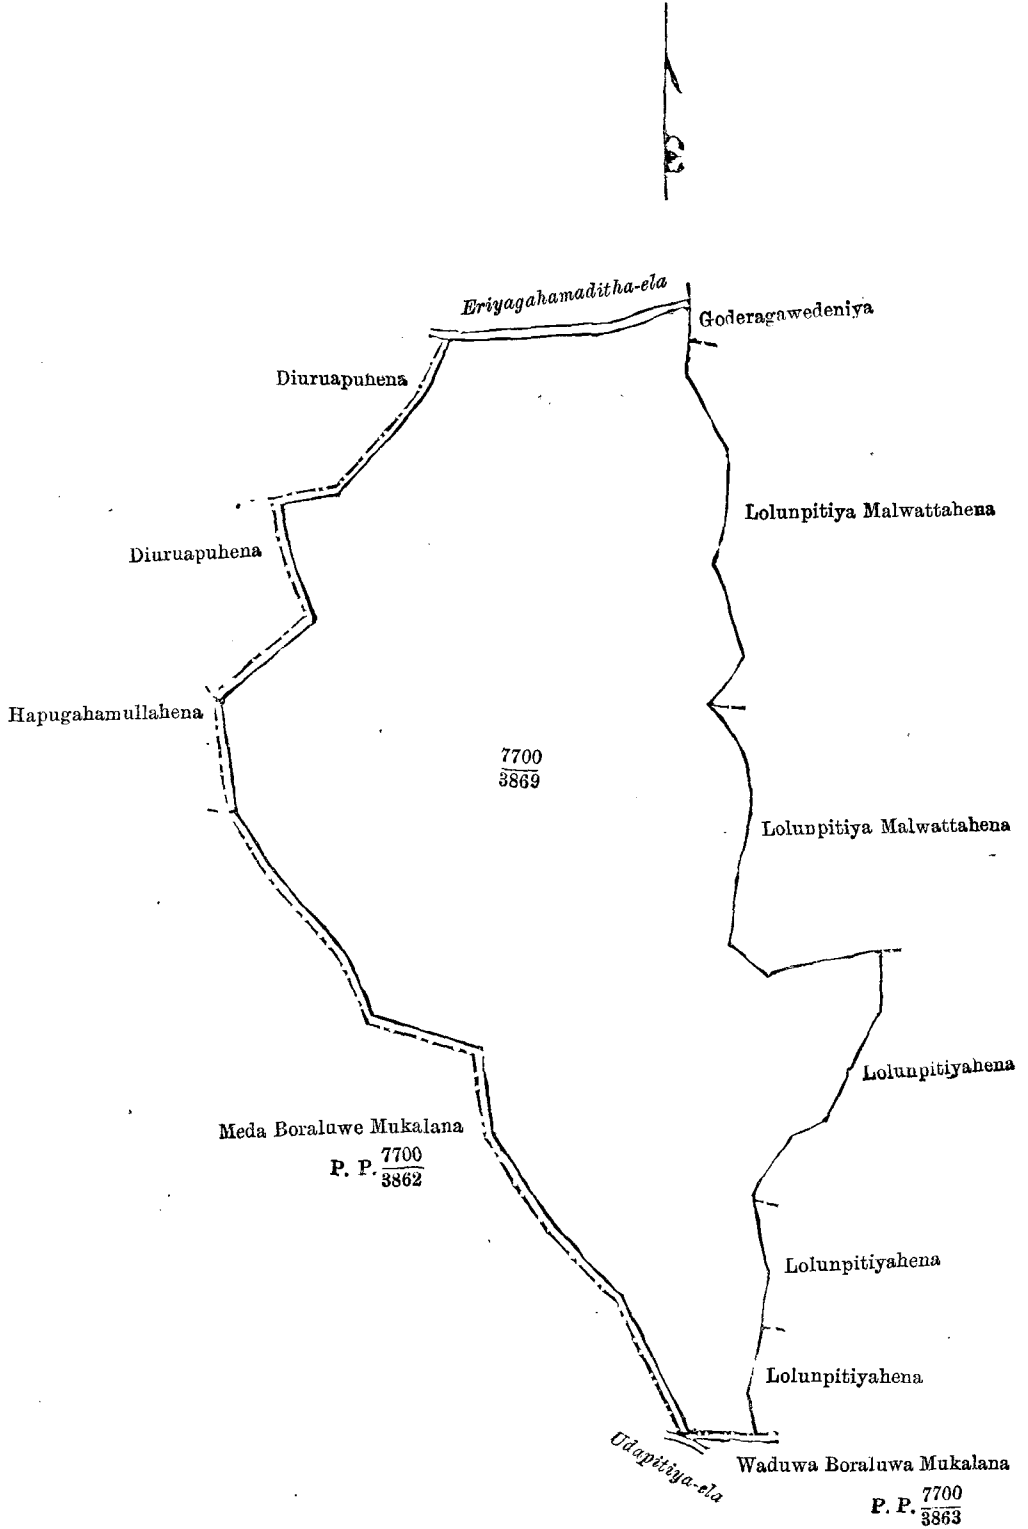 Eriyagahamaditha-ela
Goderagawedeniya
Diuruapuhena
Lolunpitiya Malwattahena
Diuruapuhena
Hapugahamullahena
7700
3869
Lolunpitiya Malwattahena
Lolunpitiyahena
Meda Boraluwe Mukalana
P. P. 7700
3862
Lolunpitiyahena
Lolunpitiyahena
Udapitiya-ela
Waduwa Boraluwa Mukalana
P. P. 7700
3863